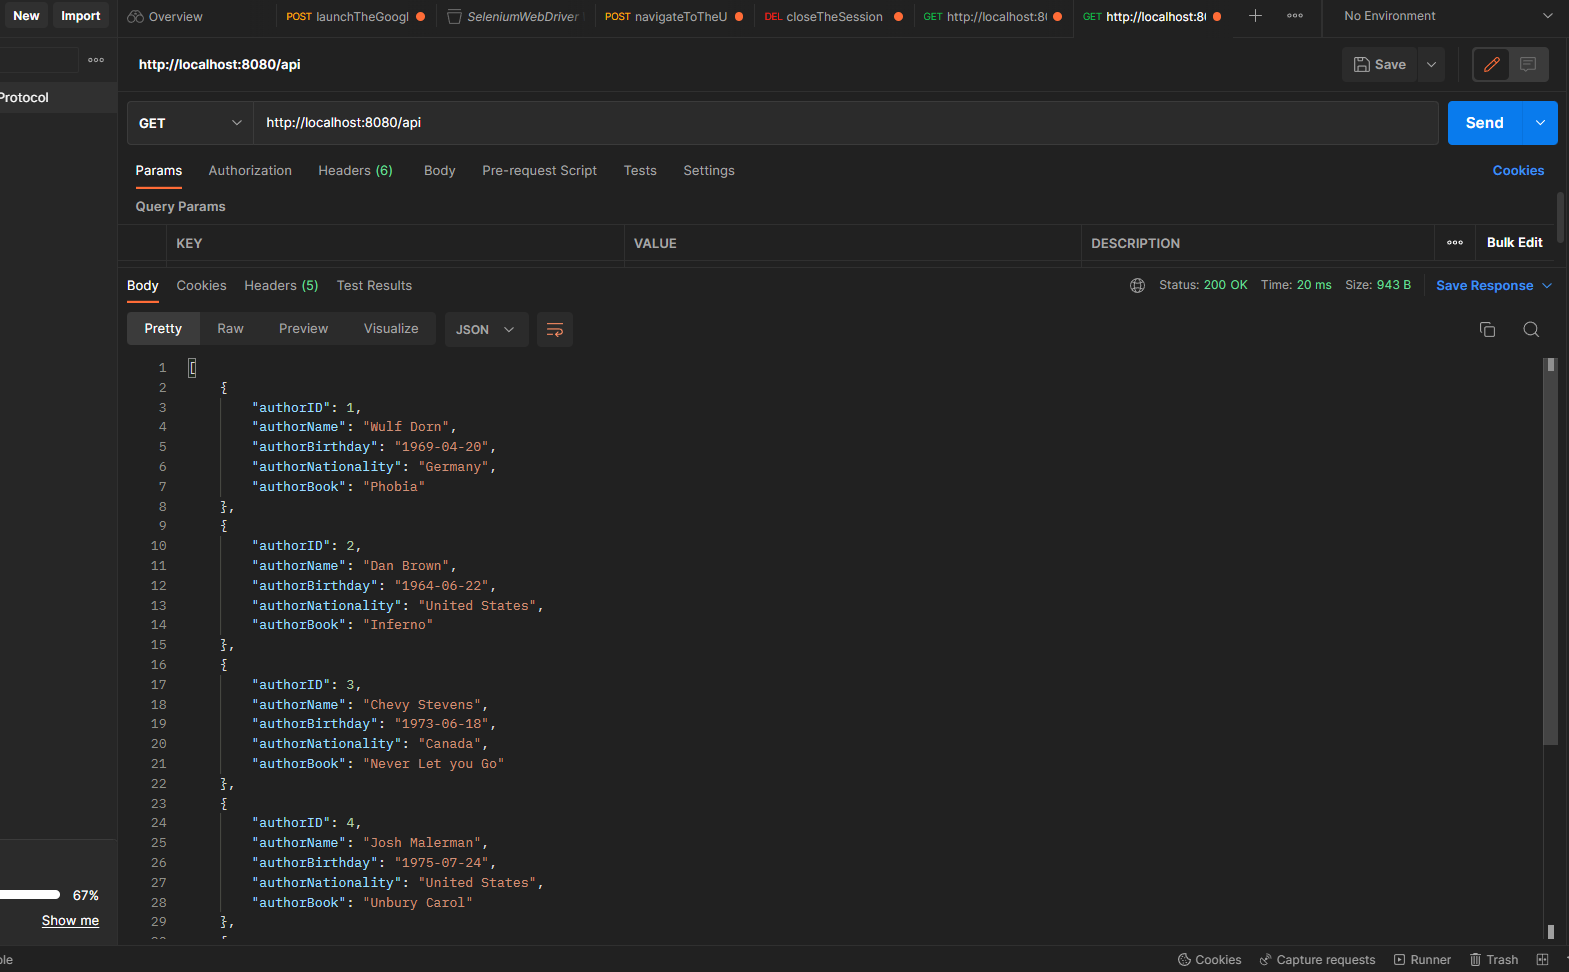 New Import Overview POST launchTheGoogl SeleniumWebDriver POST navigateToTheU DEL closeTheSession GET http://localhost:8 GET http://localhost:8 No Environment
http://localhost:8080/api Save
Protocol
GET http://localhost:8080/api Send
Params Authorization Headers (6) Body Pre-request Script Tests Settings Cookies
Query Params
KEY VALUE DESCRIPTION Bulk Edit
Body Cookies Headers (5) Test Results Status: 200 OK Time: 20 ms Size: 943 B Save Response
Pretty Raw Preview Visualize JSON
1 [
2 {
3 "authorID": 1,
4 "authorName": "Wulf Dorn",
5 "authorBirthday": "1969-04-20",
6 "authorNationality": "Germany",
7 "authorBook": "Phobia"
8 },
9 {
10 "authorID": 2,
11 "authorName": "Dan Brown",
12 "authorBirthday": "1964-06-22",
13 "authorNationality": "United States",
14 "authorBook": "Inferno"
15 },
16 {
17 "authorID": 3,
18 "authorName": "Chevy Stevens",
19 "authorBirthday": "1973-06-18",
20 "authorNationality": "Canada",
21 "authorBook": "Never Let you Go"
22 },
23 {
24 "authorID": 4,
25 "authorName": "Josh Malerman",
26 "authorBirthday": "1975-07-24",
27 "authorNationality": "United States",
28 "authorBook": "Unbury Carol"
29 },
67%
Show me
Cookies Capture requests Runner Trash